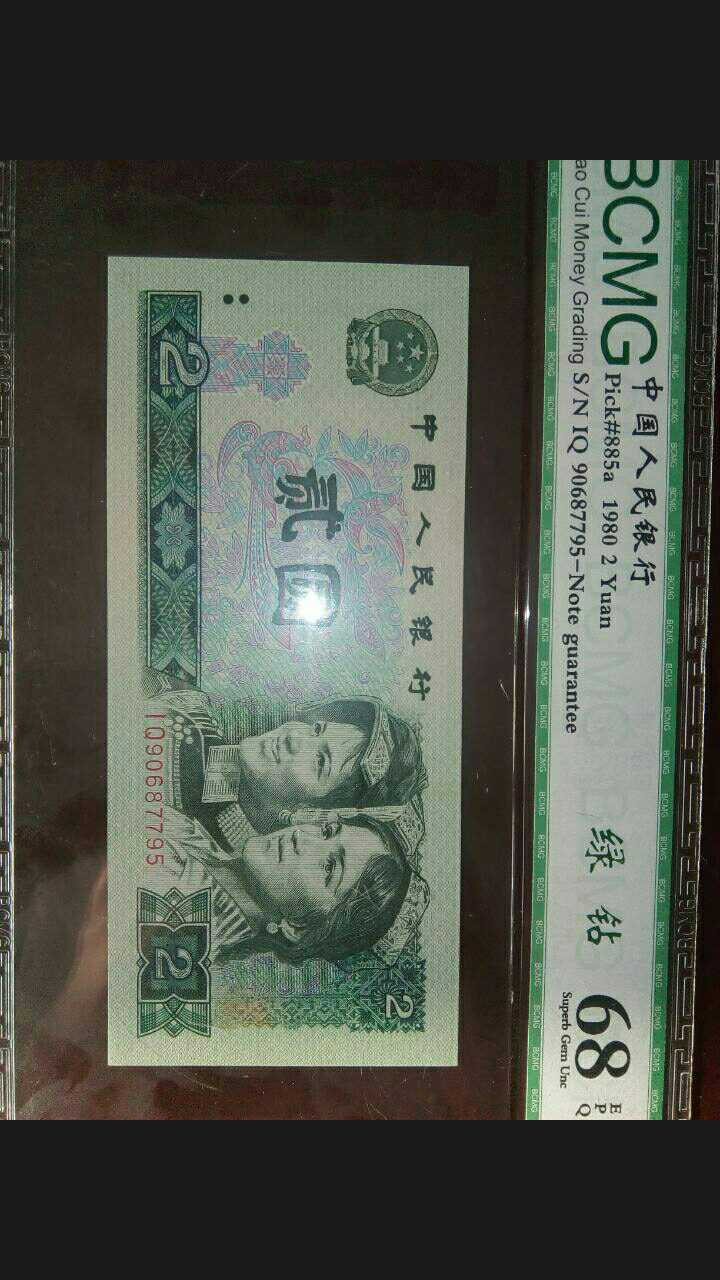 BCMG
中国人民银行
Pick#885a 1980 2 Yuan
ao Cui Money Grading S/N IQ 90687795-Note guarantee
绿钻
68
EPQ
Superb Gem Unc
中国人民银行
贰圆
2
IQ90687795
2
2